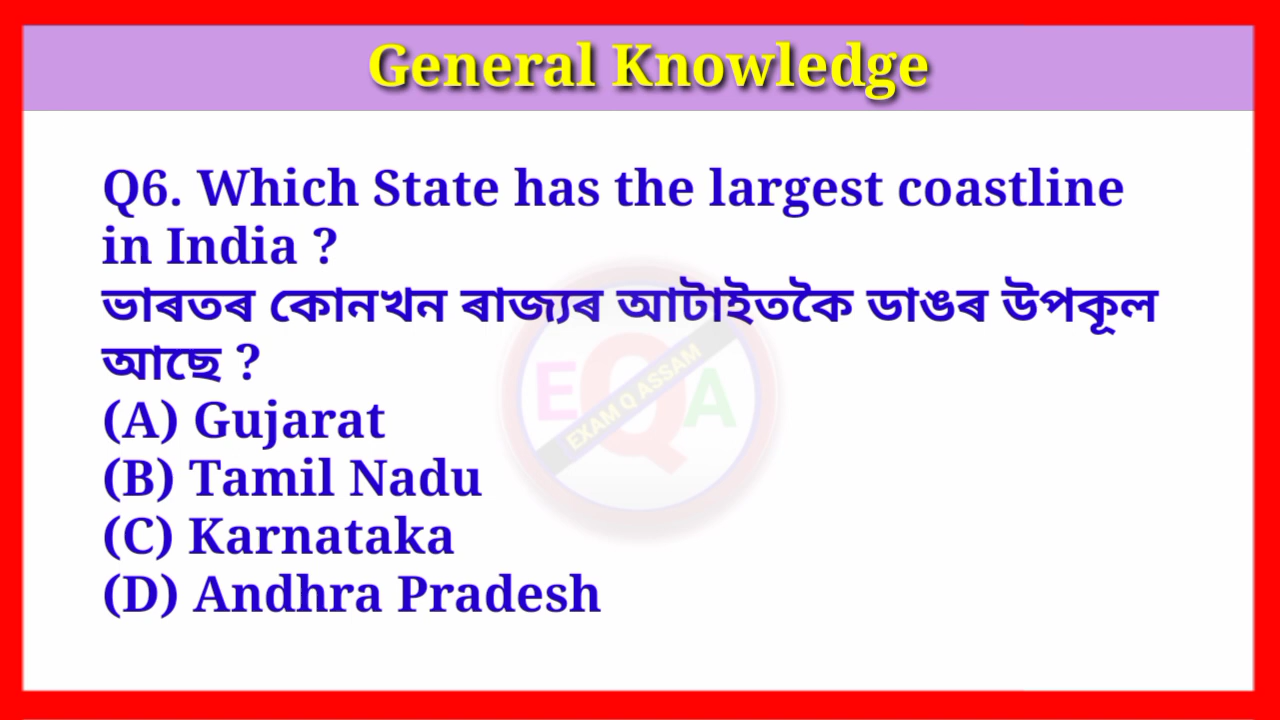 General Knowledge
Q6. Which State has the largest coastline
in India ?
ভাৰতৰ কোনখন ৰাজ্যৰ আটাইতকৈ ডাঙৰ উপকূল
আছে ?
(A) Gujarat
(B) Tamil Nadu
(C) Karnataka
(D) Andhra Pradesh
EQA
EXAM Q ASSAM